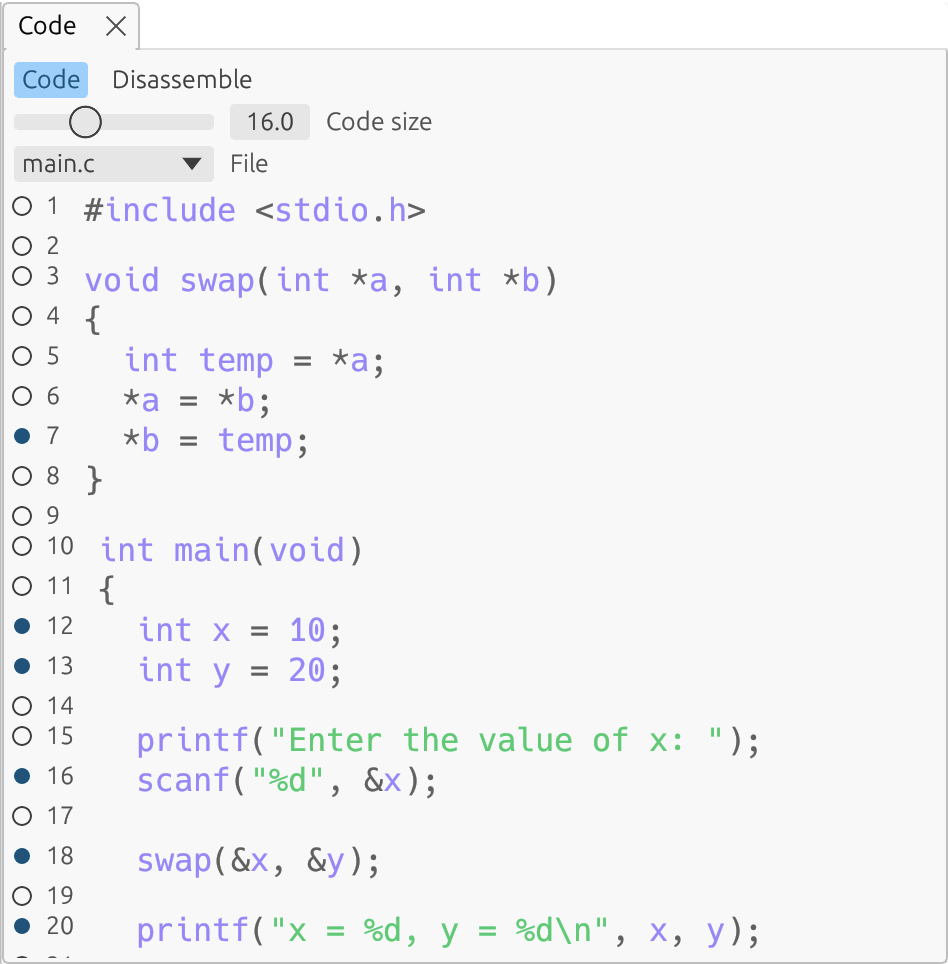 Code
Code Disassemble
16.0 Code size
main.c File
1 #include <stdio.h>
2
3 void swap(int *a, int *b)
4 {
5 int temp = *a;
6 *a = *b;
7 *b = temp;
8 }
9
10 int main(void)
11 {
12 int x = 10;
13 int y = 20;
14
15 printf("Enter the value of x: ");
16 scanf("%d", &x);
17
18 swap(&x, &y);
19
20 printf("x = %d, y = %d\n", x, y);